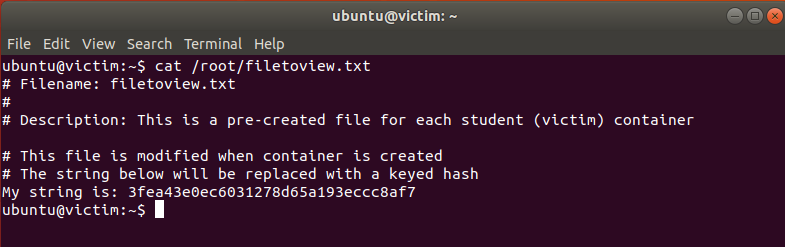 ubuntu@victim: ~
File Edit View Search Terminal Help
ubuntu@victim:~$ cat /root/filetoview.txt
# Filename: filetoview.txt
#
# Description: This is a pre-created file for each student (victim) container
# This file is modified when container is created
# The string below will be replaced with a keyed hash
My string is: 3fea43e0ec6031278d65a193eccc8af7
ubuntu@victim:~$